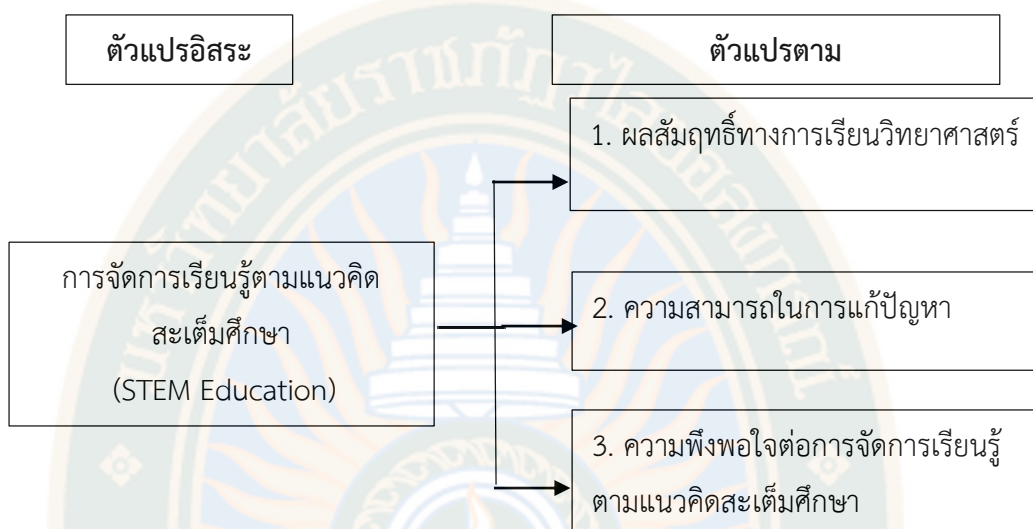 ตัวแปรอิสระ
ตัวแปรตาม
1. ผลสัมฤทธิ์ทางการเรียนวิทยาศาสตร์
การจัดการเรียนรู้ตามแนวคิด
สะเต็มศึกษา
(STEM Education)
2. ความสามารถในการแก้ปัญหา
3. ความพึงพอใจต่อการจัดการเรียนรู้
ตามแนวคิดสะเต็มศึกษา